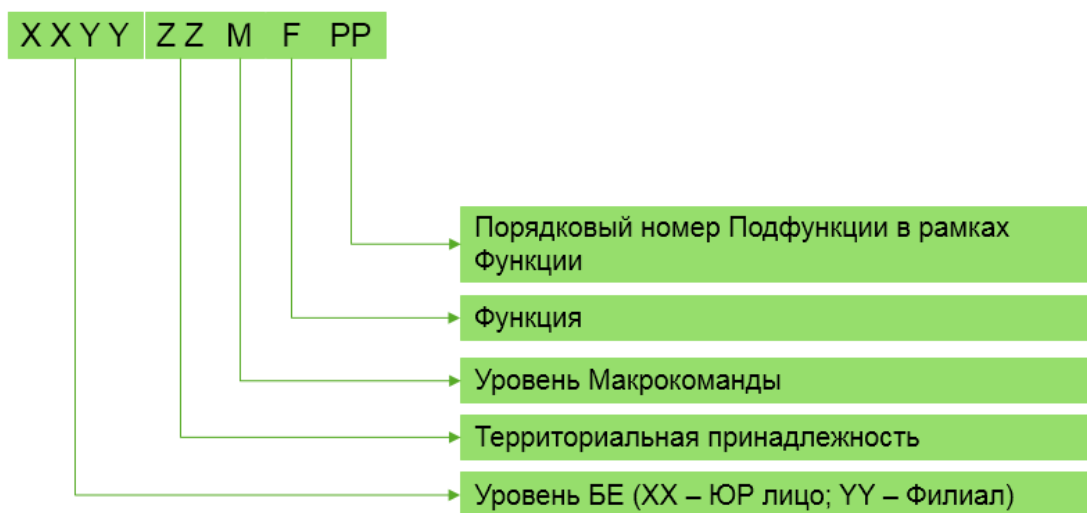 X X Y Y Z Z M F PP
Порядковый номер Подфункции в рамках
Функции
Функция
Уровень Макрокоманды
Территориальная принадлежность
Уровень БЕ (XX – ЮР лицо; YY – Филиал)